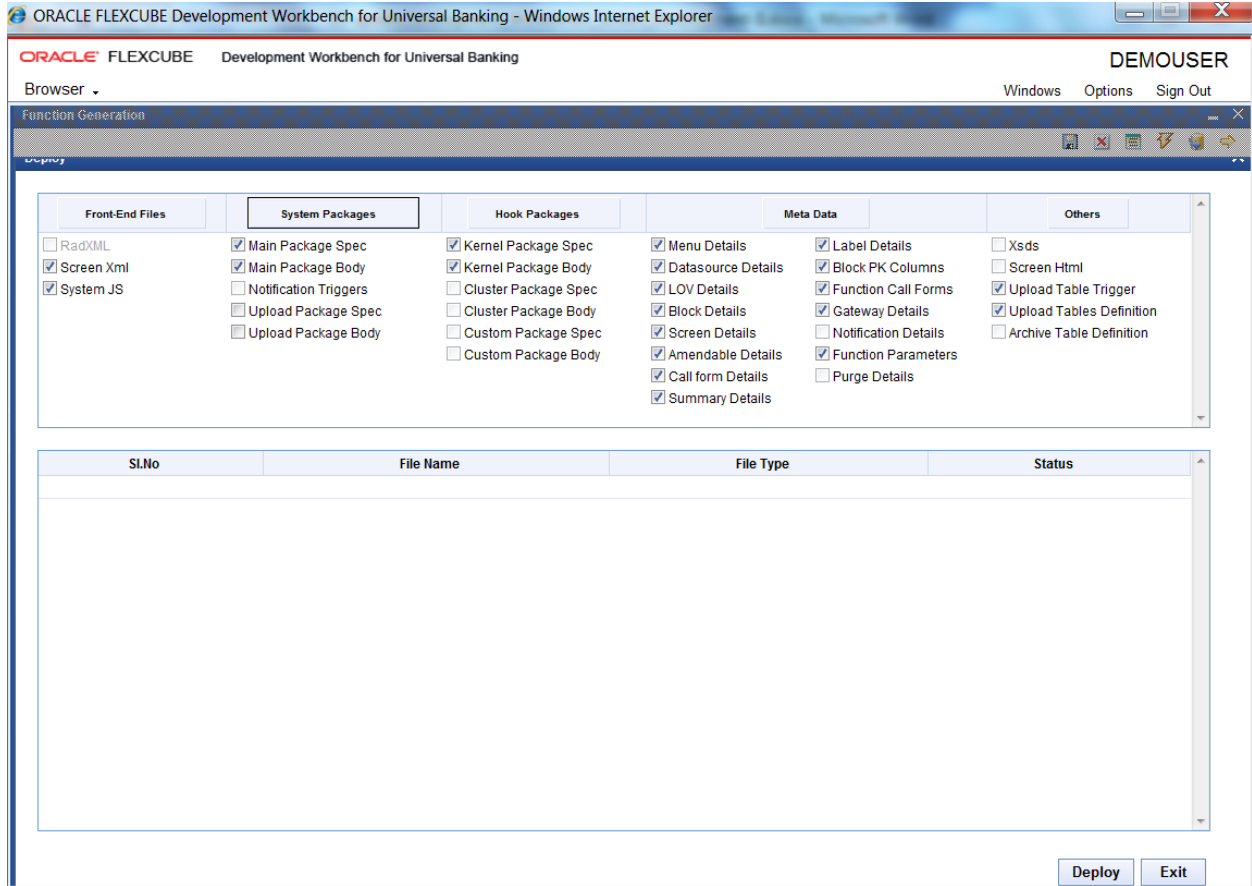 ORACLE FLEXCUBE Development Workbench for Universal Banking - Windows Internet Explorer
ORACLE FLEXCUBE Development Workbench for Universal Banking
DEMOUSER
Browser
Windows Options Sign Out
Function Generation
Deploy
Front-End Files System Packages Hook Packages Meta Data Others
RadXML Main Package Spec Kernel Package Spec Menu Details Label Details Xsds
Screen Xml Main Package Body Kernel Package Body Datasource Details Block PK Columns Screen Html
System JS Notification Triggers Cluster Package Spec LOV Details Function Call Forms Upload Table Trigger
Upload Package Spec Cluster Package Body Block Details Gateway Details Upload Tables Definition
Upload Package Body Custom Package Spec Screen Details Notification Details Archive Table Definition
Custom Package Body Amendable Details Function Parameters
Call form Details Purge Details
Summary Details
Sl.No File Name File Type Status
Deploy Exit